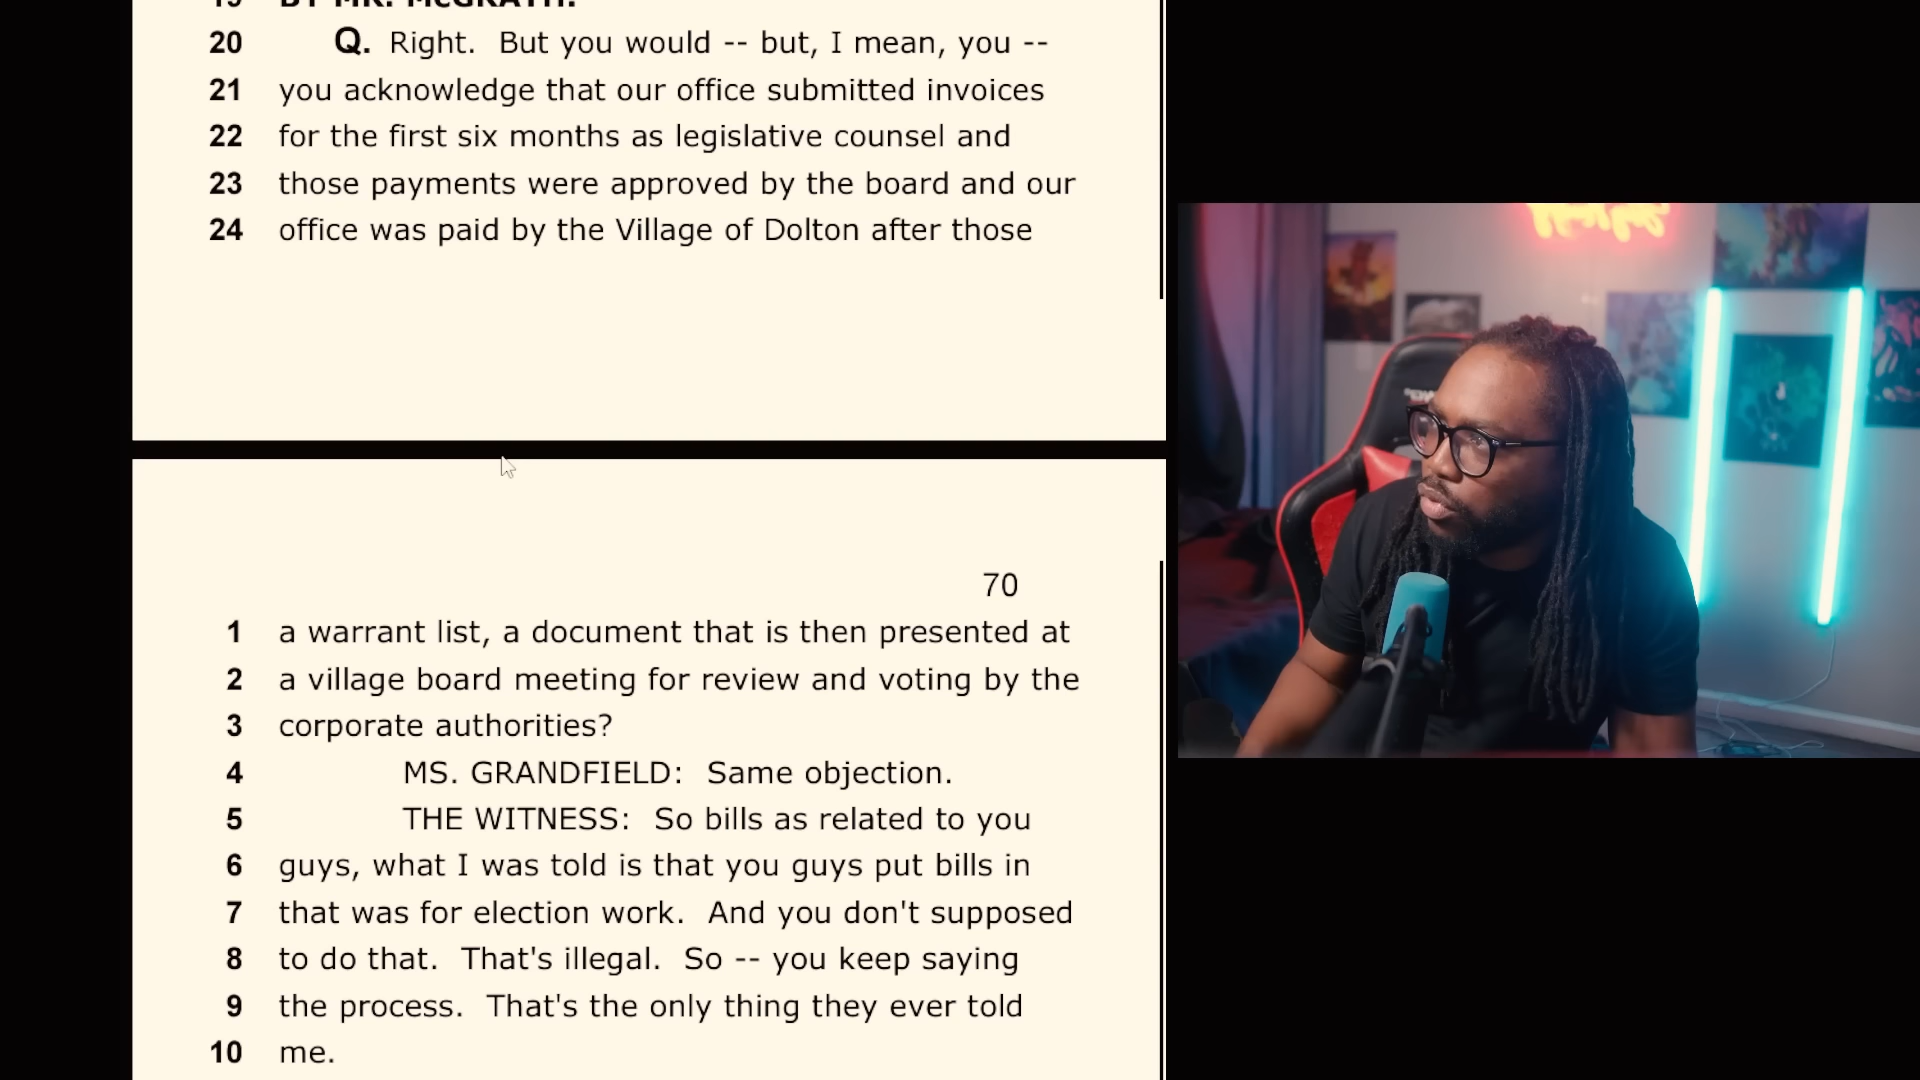 19 BY MR. McGRATH:
20 Q. Right. But you would -- but, I mean, you --
21 you acknowledge that our office submitted invoices
22 for the first six months as legislative counsel and
23 those payments were approved by the board and our
24 office was paid by the Village of Dolton after those
70
1 a warrant list, a document that is then presented at
2 a village board meeting for review and voting by the
3 corporate authorities?
4 MS. GRANDFIELD: Same objection.
5 THE WITNESS: So bills as related to you
6 guys, what I was told is that you guys put bills in
7 that was for election work. And you don't supposed
8 to do that. That's illegal. So -- you keep saying
9 the process. That's the only thing they ever told
10 me.